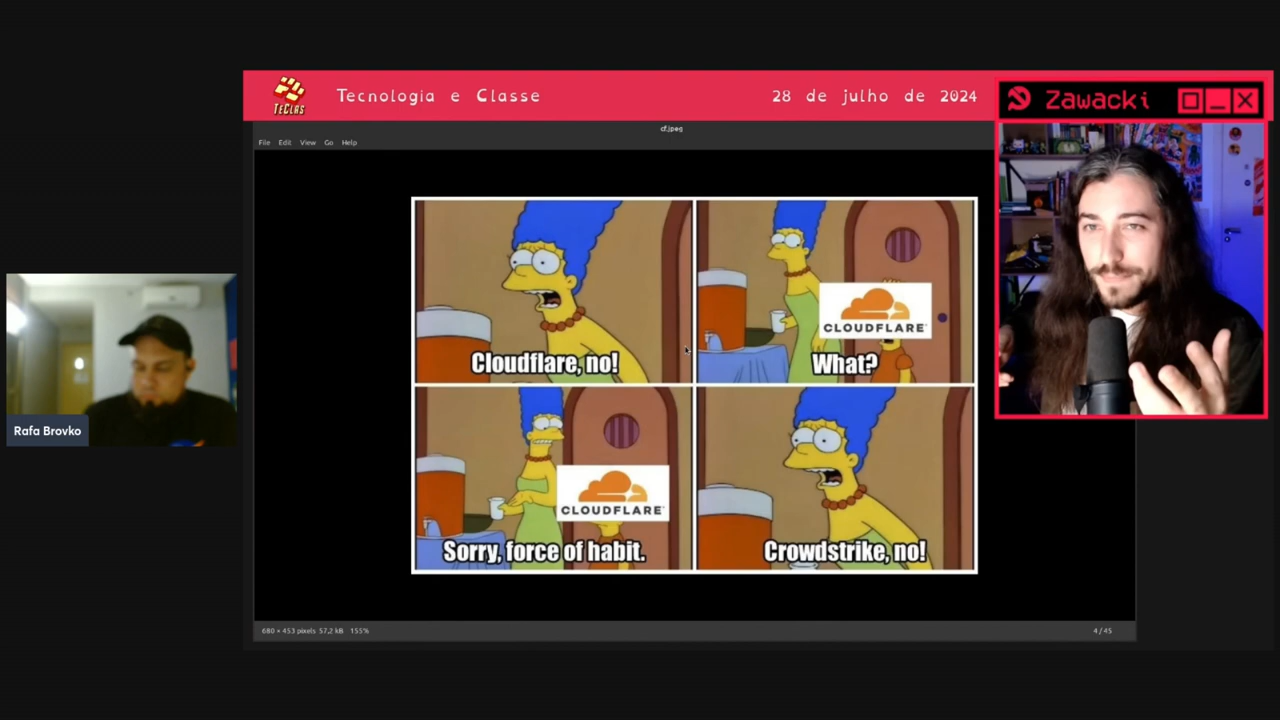 TECLAS
Tecnologia e Classe
28 de julho de 2024
Zawacki
cf.jpeg
File Edit View Go Help
Cloudflare, no!
CLOUDFLARE
What?
CLOUDFLARE
Sorry, force of habit.
Crowdstrike, no!
Rafa Brovko
680 × 453 pixels 57,2 kB 155%
4 / 45